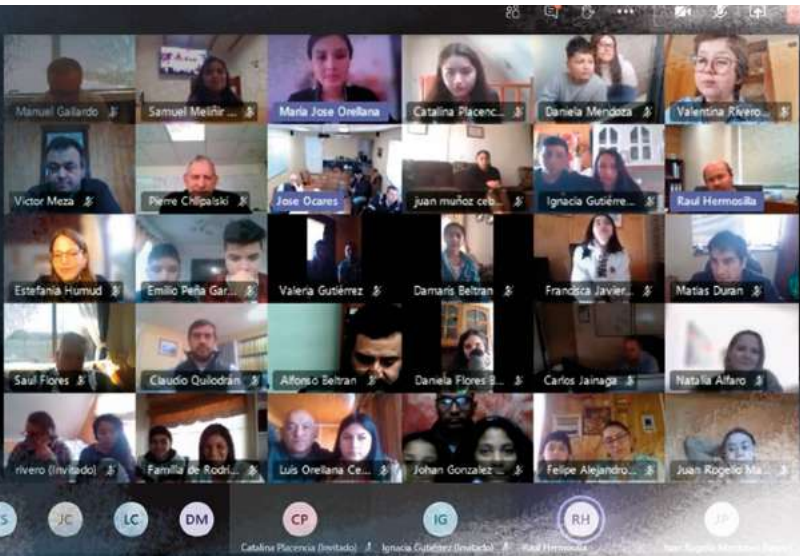 Manuel Gallardo
Samuel Meliñir ...
Maria Jose Orellana
Catalina Placenc...
Daniela Mendoza
Valentina Rivero...
Victor Meza
Pierre Chlipalski
Jose Ocares
juan muñoz ceb...
Ignacia Gutiérre...
Raul Hermosilla
Estefania Humud
Emilio Peña Gar...
Valeria Gutiérrez
Damaris Beltran
Francisca Javier...
Matias Duran
Saul Flores
Claudio Quilodrán
Alfonso Beltran
Daniela Flores B...
Carlos Jainaga
Natalia Alfaro
rivero (Invitado)
Familia de Rodri...
Luis Orellana Ce...
Johan Gonzalez ...
Felipe Alejandro...
Juan Rogelio Ma...
S
JC
LC
DM
CP
IG
RH
JP
Catalina Placencia (Invitado)
Ignacia Gutiérrez (Invitado)
Raul Hermosilla